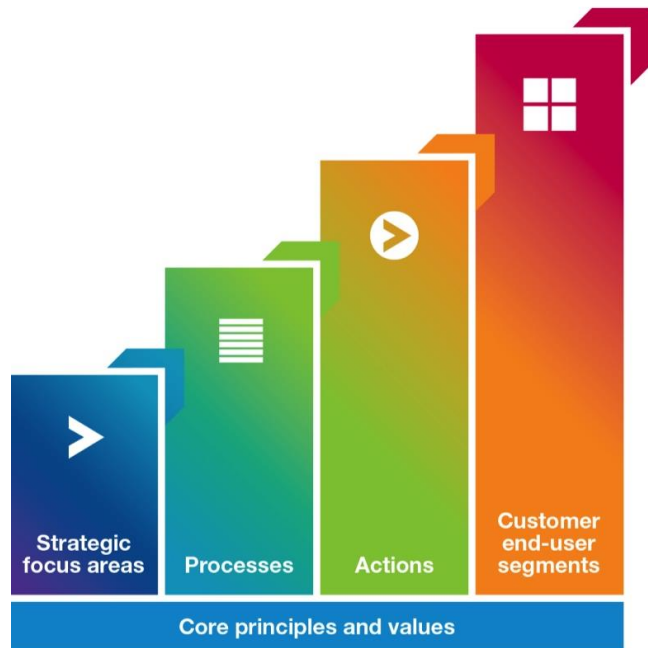 Strategic
focus areas
Processes
Actions
Customer
end-user
segments
Core principles and values